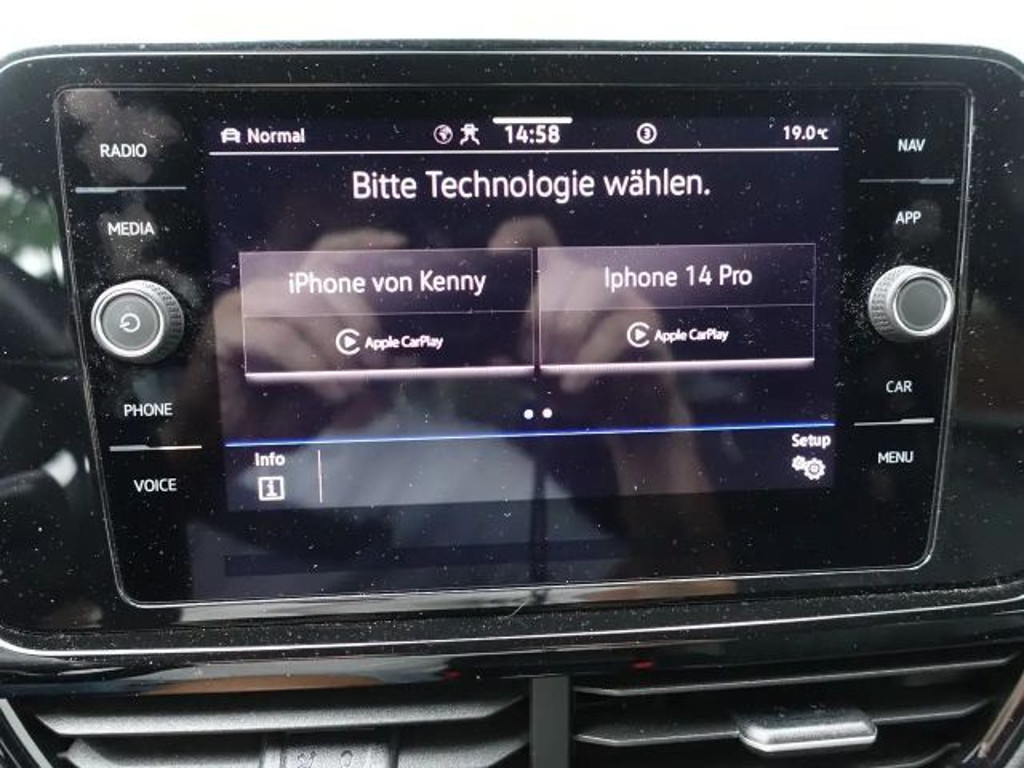 Normal 14:58 3 19.0°C
RADIO
NAV
Bitte Technologie wählen.
MEDIA
APP
iPhone von Kenny
Iphone 14 Pro
Apple CarPlay
Apple CarPlay
PHONE
CAR
Info
Setup
VOICE
MENU